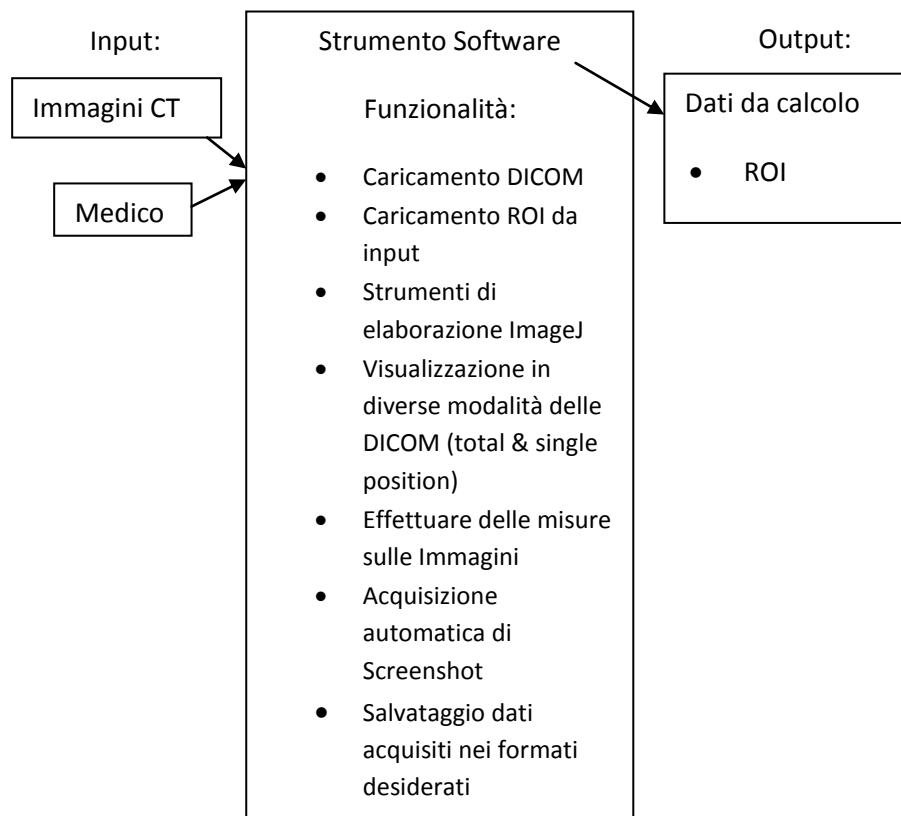 Input:
Immagini CT
Medico
Strumento Software
Funzionalità:
• Caricamento DICOM
• Caricamento ROI da
input
• Strumenti di
elaborazione ImageJ
• Visualizzazione in
diverse modalità delle
DICOM (total & single
position)
• Effettuare delle misure
sulle Immagini
• Acquisizione
automatica di
Screenshot
• Salvataggio dati
acquisiti nei formati
desiderati
Output:
Dati da calcolo
• ROI